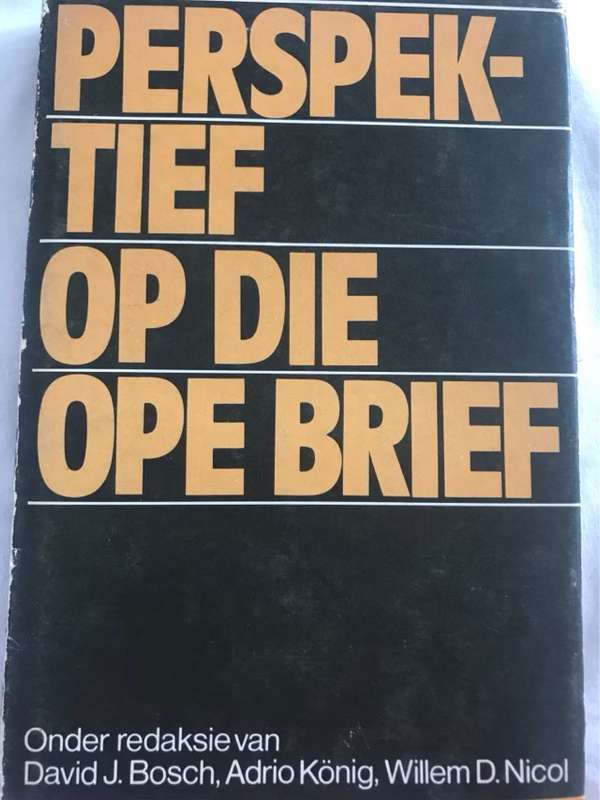 PERSPEK-
TIEF
OP DIE
OPE BRIEF
Onder redaksie van
David J. Bosch, Adrio König, Willem D. Nicol